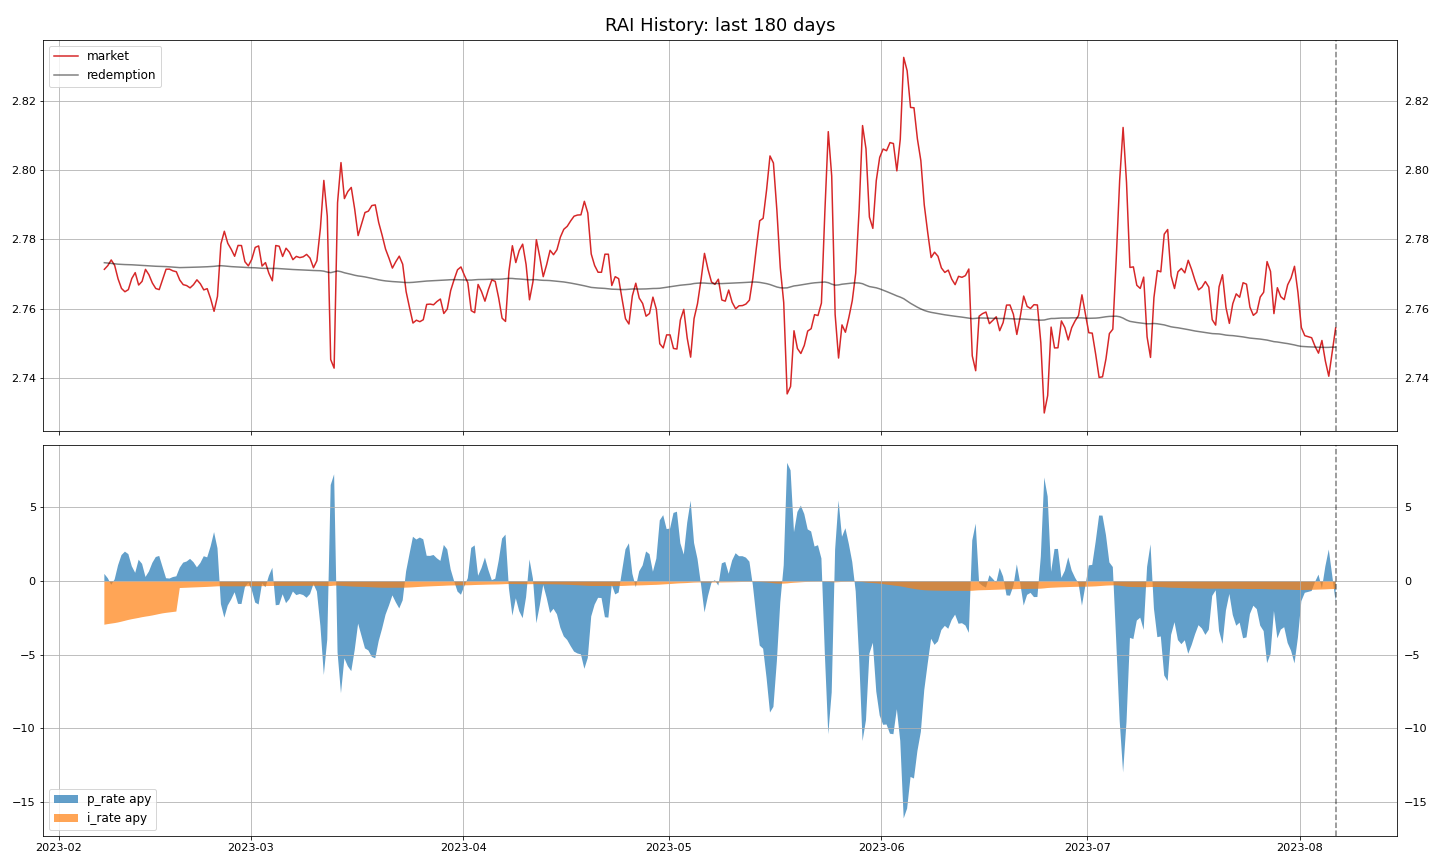 RAI History: last 180 days
market
redemption
2.82 2.82
2.80 2.80
2.78 2.78
2.76 2.76
2.74 2.74
5 5
0 0
−5 −5
−10 −10
−15 −15
p_rate apy
i_rate apy
2023-02 2023-03 2023-04 2023-05 2023-06 2023-07 2023-08